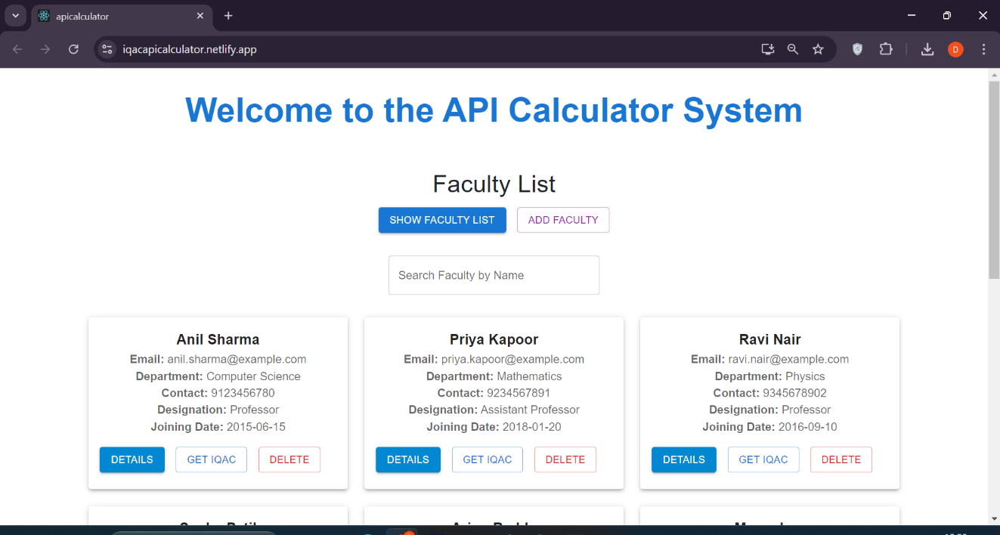 apicalculator
iqacapicalculator.netlify.app
D
Welcome to the API Calculator System
Faculty List
SHOW FACULTY LIST
ADD FACULTY
Search Faculty by Name
Anil Sharma
Email: anil.sharma@example.com
Department: Computer Science
Contact: 9123456780
Designation: Professor
Joining Date: 2015-06-15
DETAILS
GET IQAC
DELETE
Priya Kapoor
Email: priya.kapoor@example.com
Department: Mathematics
Contact: 9234567891
Designation: Assistant Professor
Joining Date: 2018-01-20
DETAILS
GET IQAC
DELETE
Ravi Nair
Email: ravi.nair@example.com
Department: Physics
Contact: 9345678902
Designation: Professor
Joining Date: 2016-09-10
DETAILS
GET IQAC
DELETE